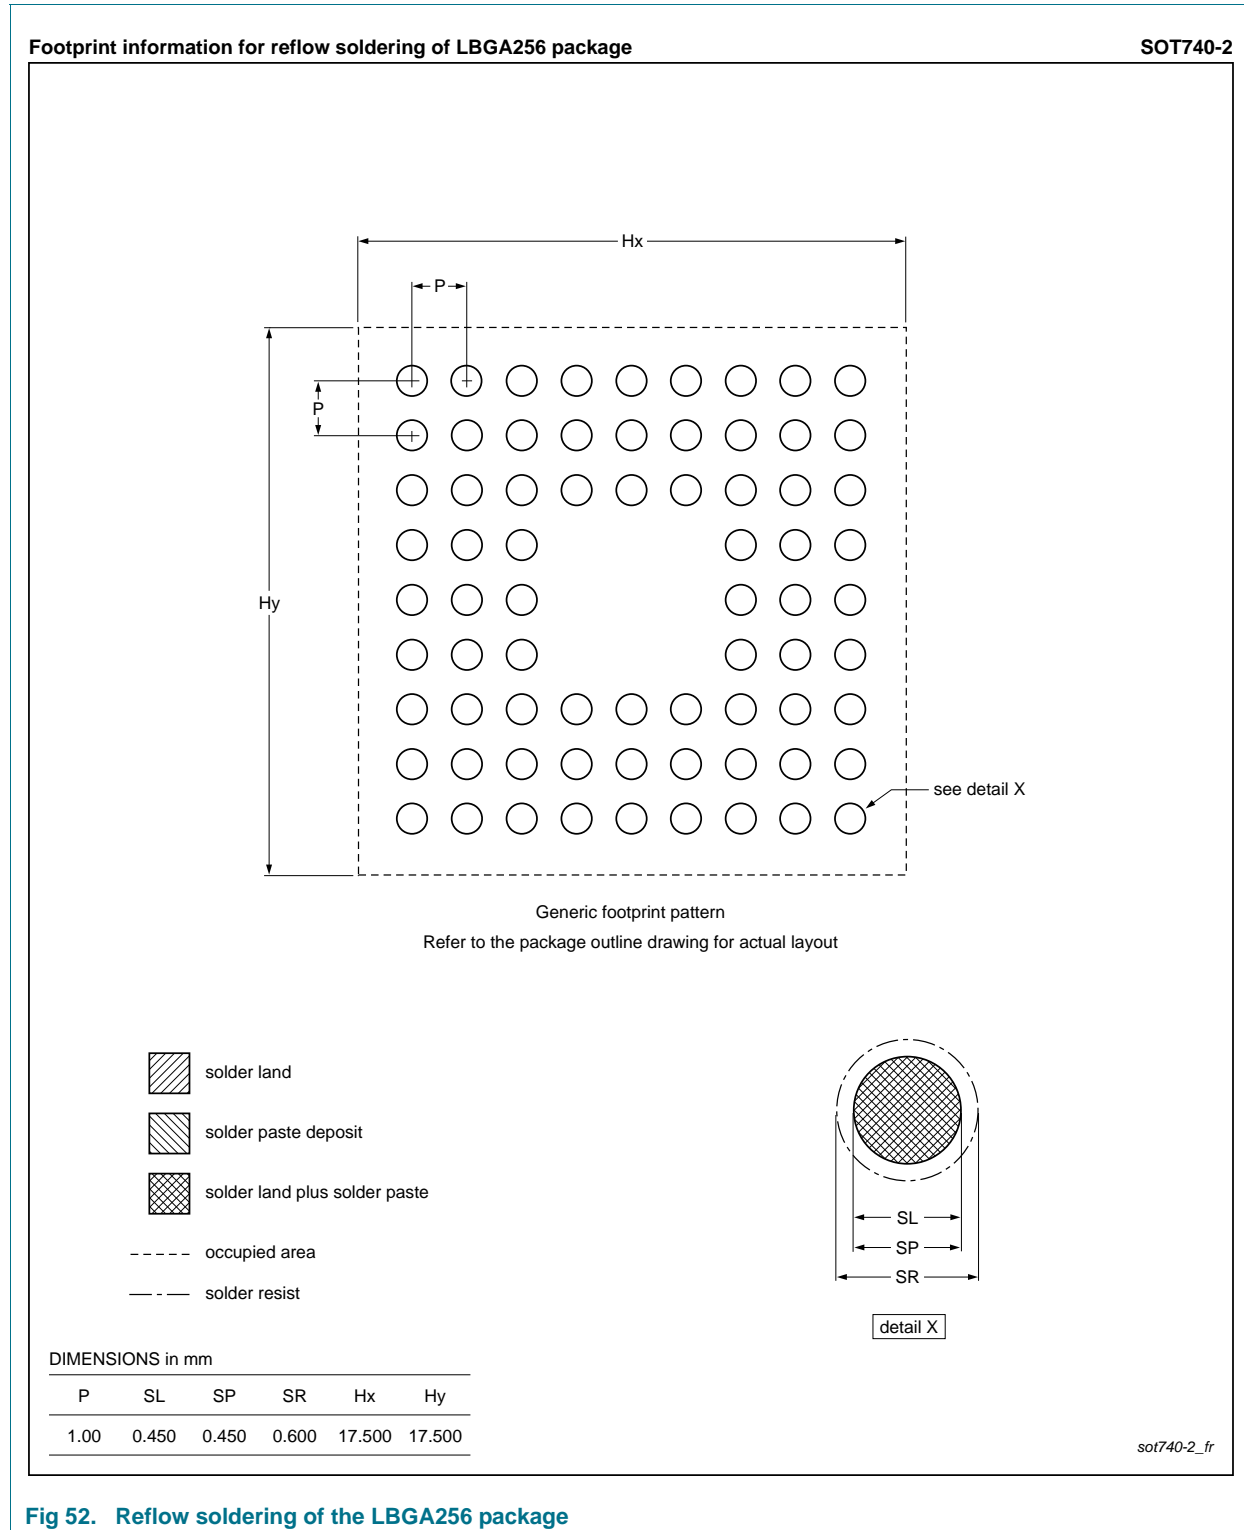 Footprint information for reflow soldering of LBGA256 package SOT740-2
Hx
P
P
Hy
see detail X
Generic footprint pattern
Refer to the package outline drawing for actual layout
solder land
solder paste deposit
solder land plus solder paste
occupied area
solder resist
SL
SP
SR
detail X
DIMENSIONS in mm
P SL SP SR Hx Hy
1.00 0.450 0.450 0.600 17.500 17.500
sot740-2_fr
Fig 52. Reflow soldering of the LBGA256 package